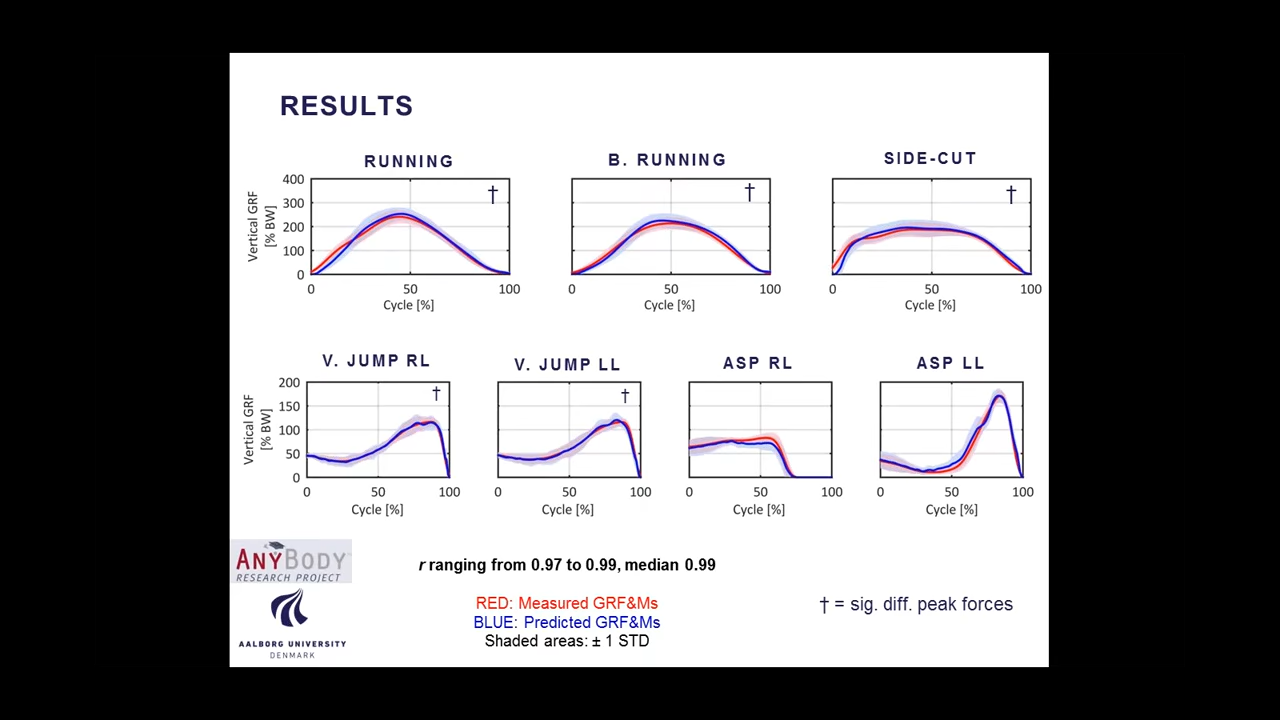 RESULTS
RUNNING
B. RUNNING
SIDE-CUT
Vertical GRF
[% BW]
400
300
200
100
0
†
†
†
0 50 100
0 50 100
0 50 100
Cycle [%]
Cycle [%]
Cycle [%]
V. JUMP RL
V. JUMP LL
ASP RL
ASP LL
Vertical GRF
[% BW]
200
150
100
50
0
†
†
0 50 100
0 50 100
0 50 100
0 50 100
Cycle [%]
Cycle [%]
Cycle [%]
Cycle [%]
ANYBODY
RESEARCH PROJECT
AALBORG UNIVERSITY
DENMARK
r ranging from 0.97 to 0.99, median 0.99
RED: Measured GRF&Ms
BLUE: Predicted GRF&Ms
Shaded areas: ± 1 STD
† = sig. diff. peak forces